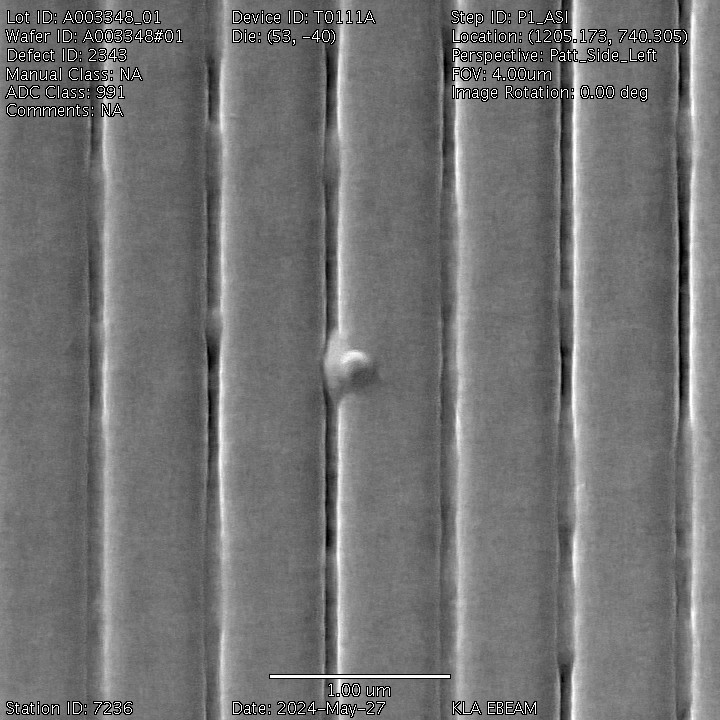 Lot ID: A003348_01
Wafer ID: A003348#01
Defect ID: 2343
Manual Class: NA
ADC Class: 991
Comments: NA
Device ID: T0111A
Die: (53, -40)
Step ID: P1_ASI
Location: (1205.173, 740.305)
Perspective: Patt_Side_Left
FOV: 4.00um
Image Rotation: 0.00 deg
1.00 um
Station ID: 7236
Date: 2024-May-27
KLA EBEAM